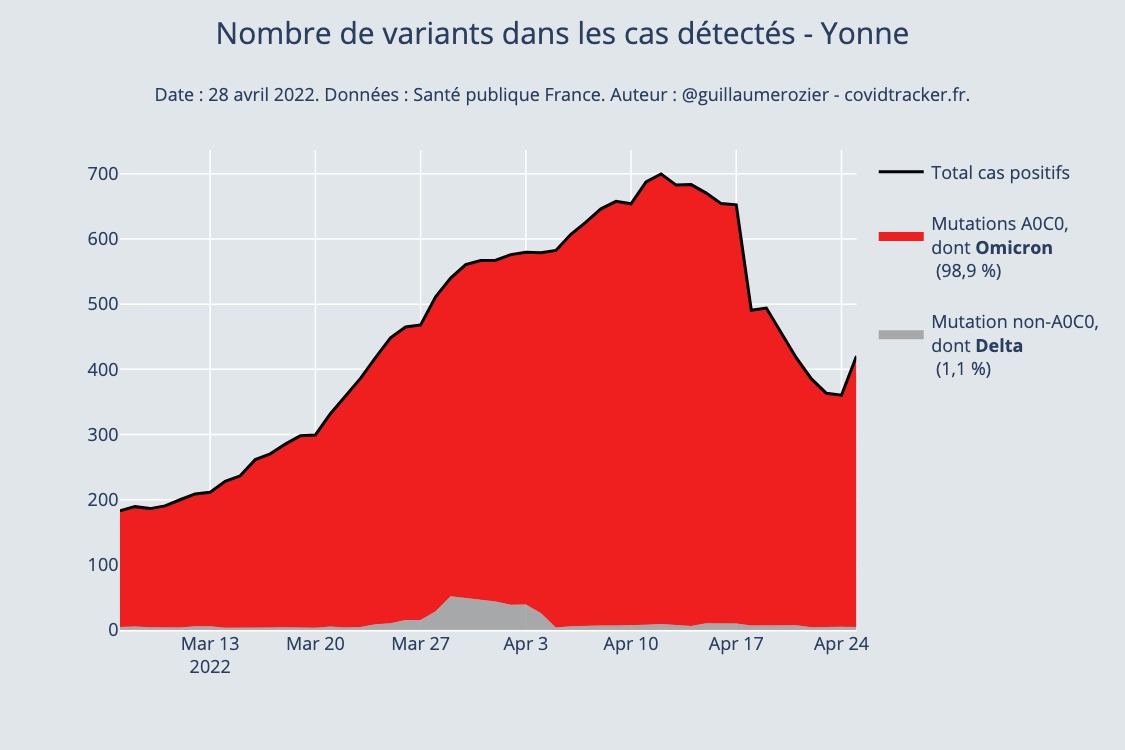 Nombre de variants dans les cas détectés - Yonne
Date : 28 avril 2022. Données : Santé publique France. Auteur : @guillaumerozier - covidtracker.fr.
700
600
500
400
300
200
100
0
Mar 13
2022
Mar 20
Mar 27
Apr 3
Apr 10
Apr 17
Apr 24
Total cas positifs
Mutations A0C0,
dont Omicron
(98,9 %)
Mutation non-A0C0,
dont Delta
(1,1 %)